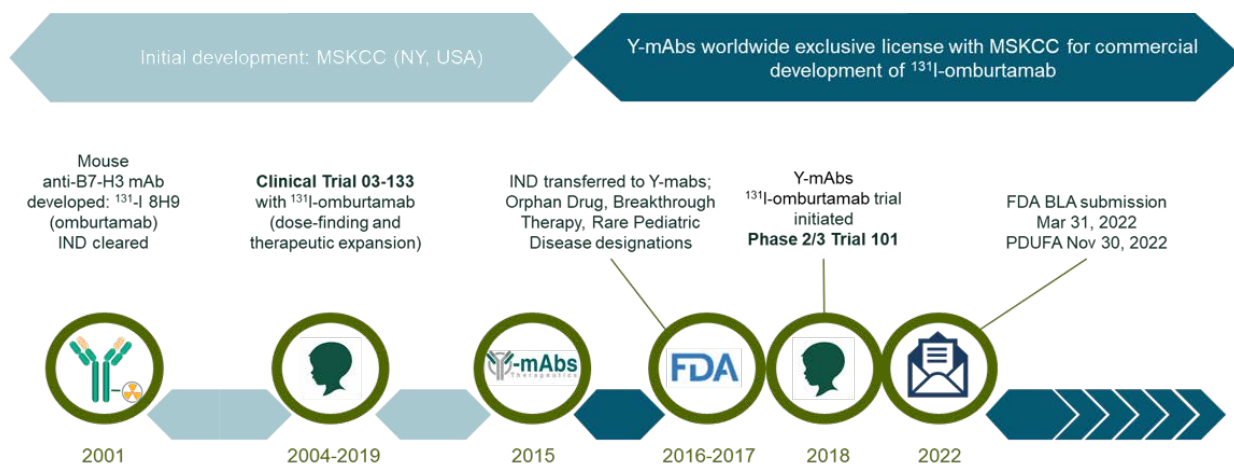 Initial development: MSKCC (NY, USA)
Y-mAbs worldwide exclusive license with MSKCC for commercial
development of ¹³¹I-omburtamab
Mouse
anti-B7-H3 mAb
developed: ¹³¹-I 8H9
(omburtamab)
IND cleared
Clinical Trial 03-133
with ¹³¹I-omburtamab
(dose-finding and
therapeutic expansion)
IND transferred to Y-mabs;
Orphan Drug, Breakthrough
Therapy, Rare Pediatric
Disease designations
Y-mAbs
¹³¹I-omburtamab trial
initiated
Phase 2/3 Trial 101
FDA BLA submission
Mar 31, 2022
PDUFA Nov 30, 2022
Y-mAbs
Therapeutics
FDA
2001
2004-2019
2015
2016-2017
2018
2022